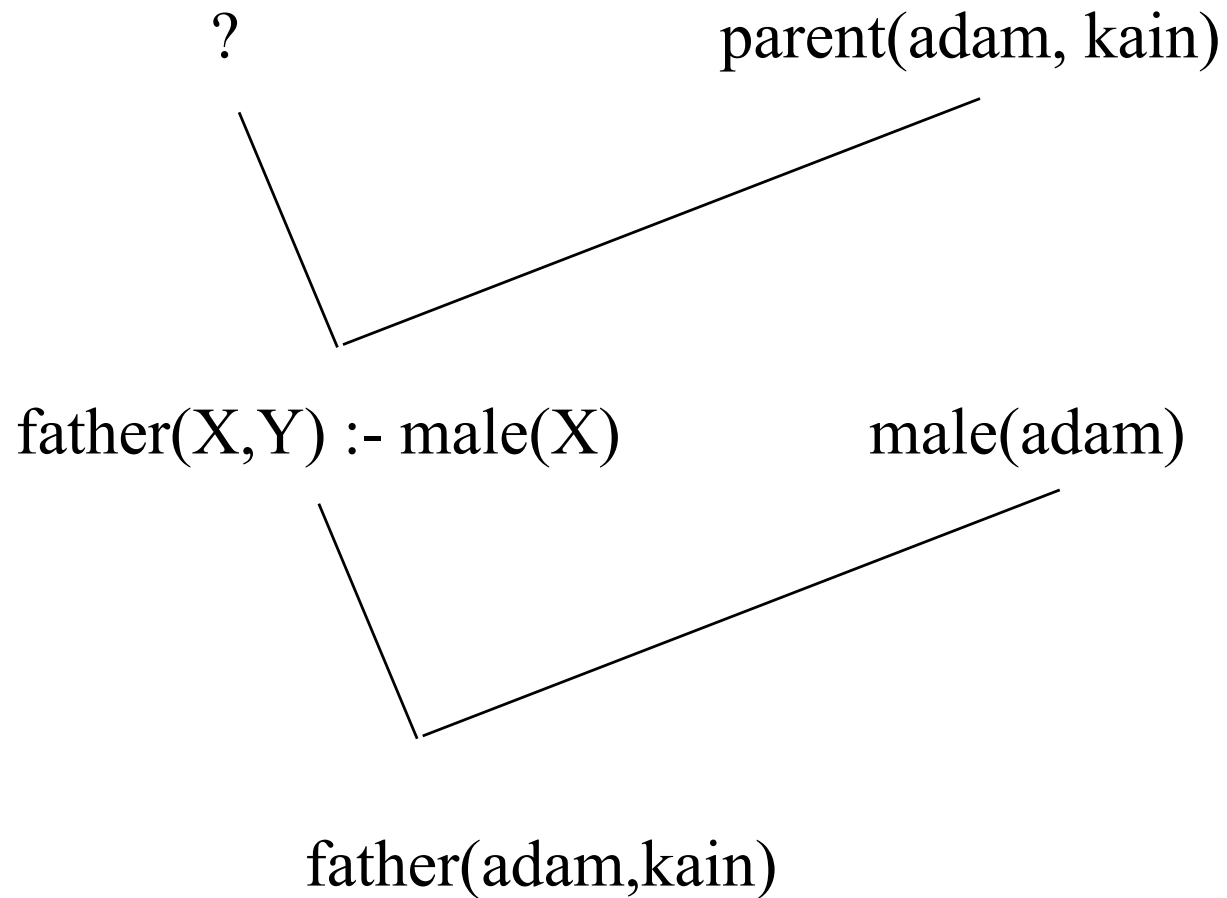 ? parent(adam, kain)
father(X,Y) :- male(X) male(adam)
father(adam,kain)